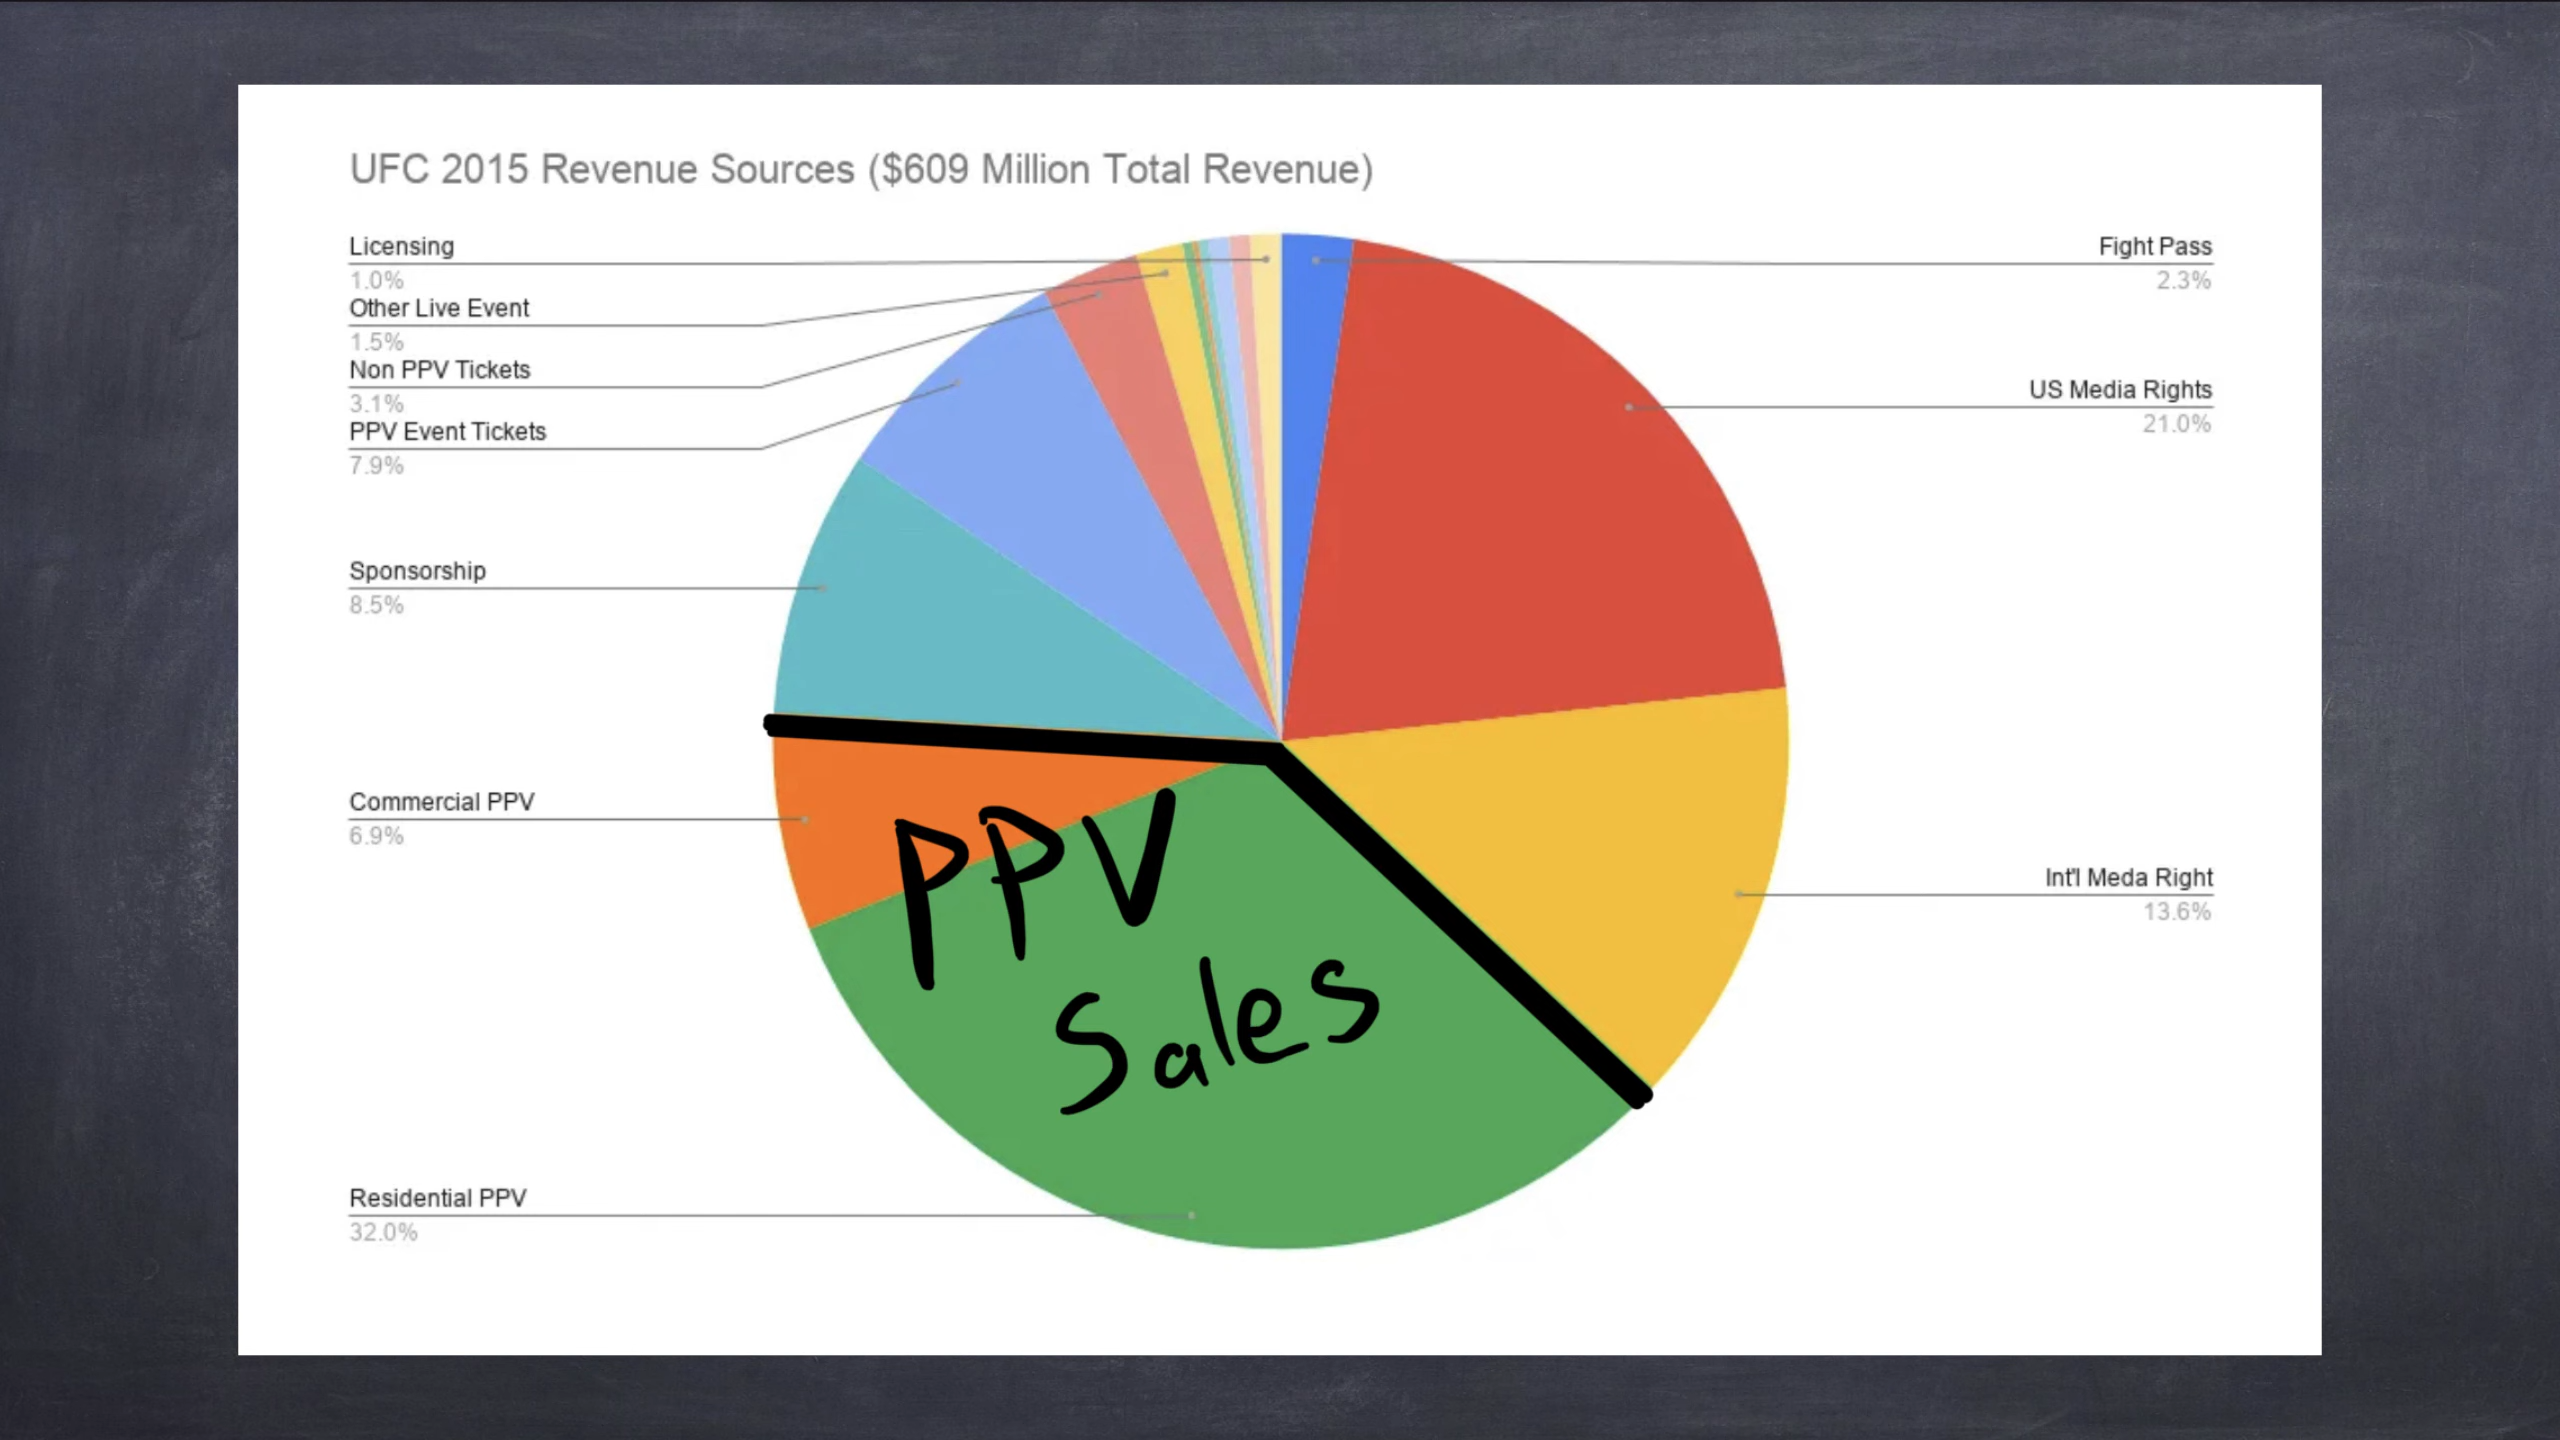 UFC 2015 Revenue Sources ($609 Million Total Revenue)
Licensing
1.0%
Other Live Event
1.5%
Non PPV Tickets
3.1%
PPV Event Tickets
7.9%
Sponsorship
8.5%
Commercial PPV
6.9%
Residential PPV
32.0%
Fight Pass
2.3%
US Media Rights
21.0%
Int'l Meda Right
13.6%
PPV
Sales